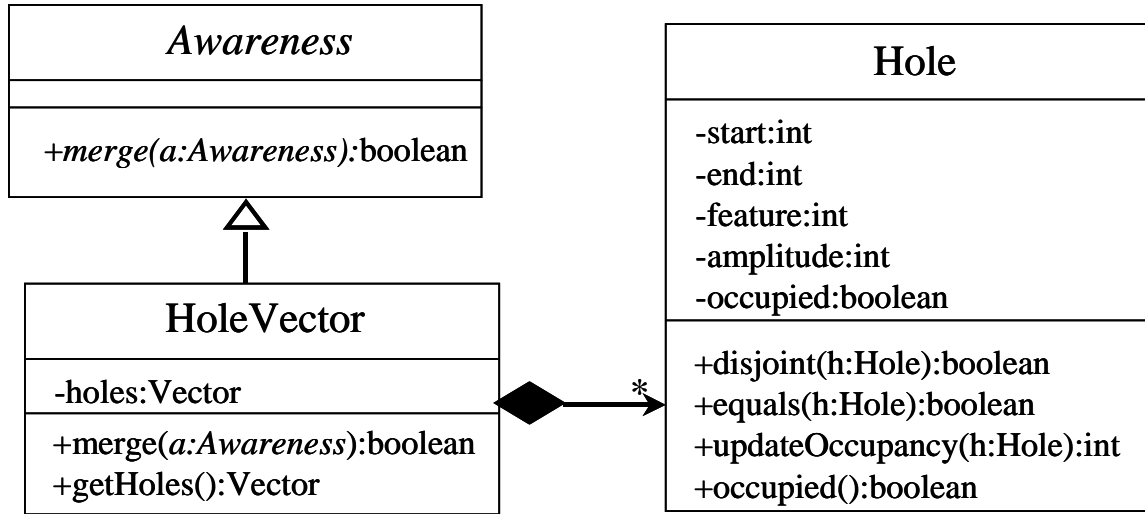 Awareness
+merge(a:Awareness):boolean
HoleVector
-holes:Vector
+merge(a:Awareness):boolean
+getHoles():Vector
*
Hole
-start:int
-end:int
-feature:int
-amplitude:int
-occupied:boolean
+disjoint(h:Hole):boolean
+equals(h:Hole):boolean
+updateOccupancy(h:Hole):int
+occupied():boolean